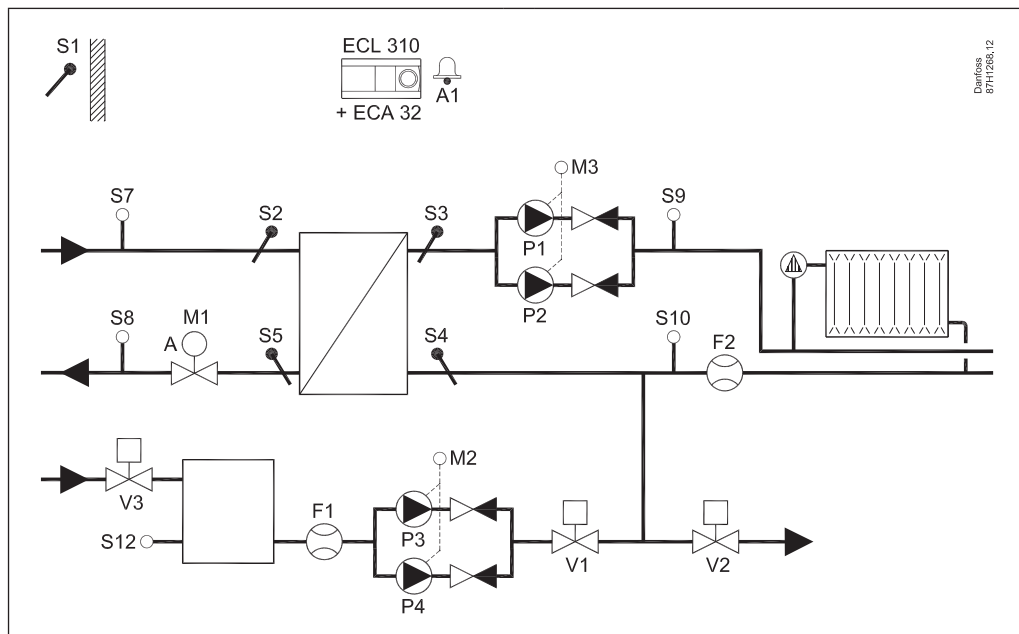 S1
ECL 310
A1
+ ECA 32
Danfoss
87H1268.12
M3
S7
S2
S3
P1
S9
P2
S8
M1
A
S5
S4
S10
F2
M2
V3
F1
P3
S12
V1
V2
P4